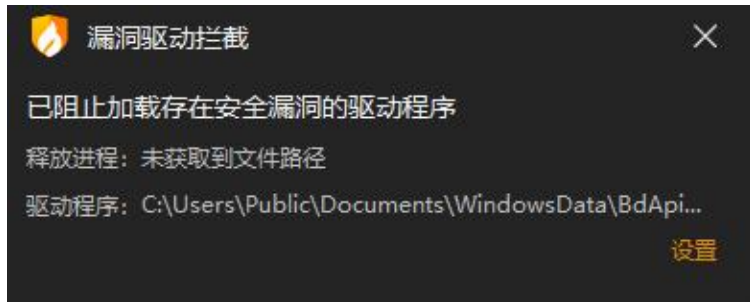 漏洞驱动拦截
已阻止加载存在安全漏洞的驱动程序
释放进程：未获取到文件路径
驱动程序：C:\Users\Public\Documents\WindowsData\BdApi...
设置